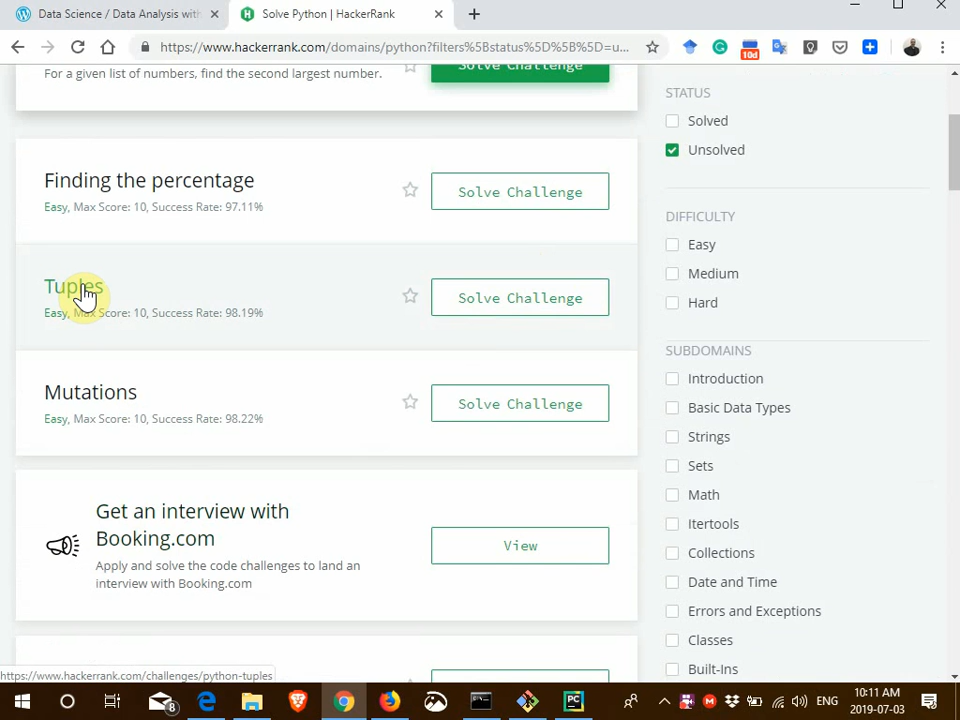 Data Science / Data Analysis with
Solve Python | HackerRank
https://www.hackerrank.com/domains/python?filters%5Bstatus%5D%5B%5D=u...
10d
For a given list of numbers, find the second largest number.
Solve Challenge
Finding the percentage
Easy, Max Score: 10, Success Rate: 97.11%
Solve Challenge
Tuples
Easy, Max Score: 10, Success Rate: 98.19%
Solve Challenge
Mutations
Easy, Max Score: 10, Success Rate: 98.22%
Solve Challenge
Get an interview with
Booking.com
Apply and solve the code challenges to land an
interview with Booking.com
View
STATUS
Solved
Unsolved
DIFFICULTY
Easy
Medium
Hard
SUBDOMAINS
Introduction
Basic Data Types
Strings
Sets
Math
Itertools
Collections
Date and Time
Errors and Exceptions
Classes
Built-Ins
https://www.hackerrank.com/challenges/python-tuples
8
PC
ENG
10:11 AM
2019-07-03